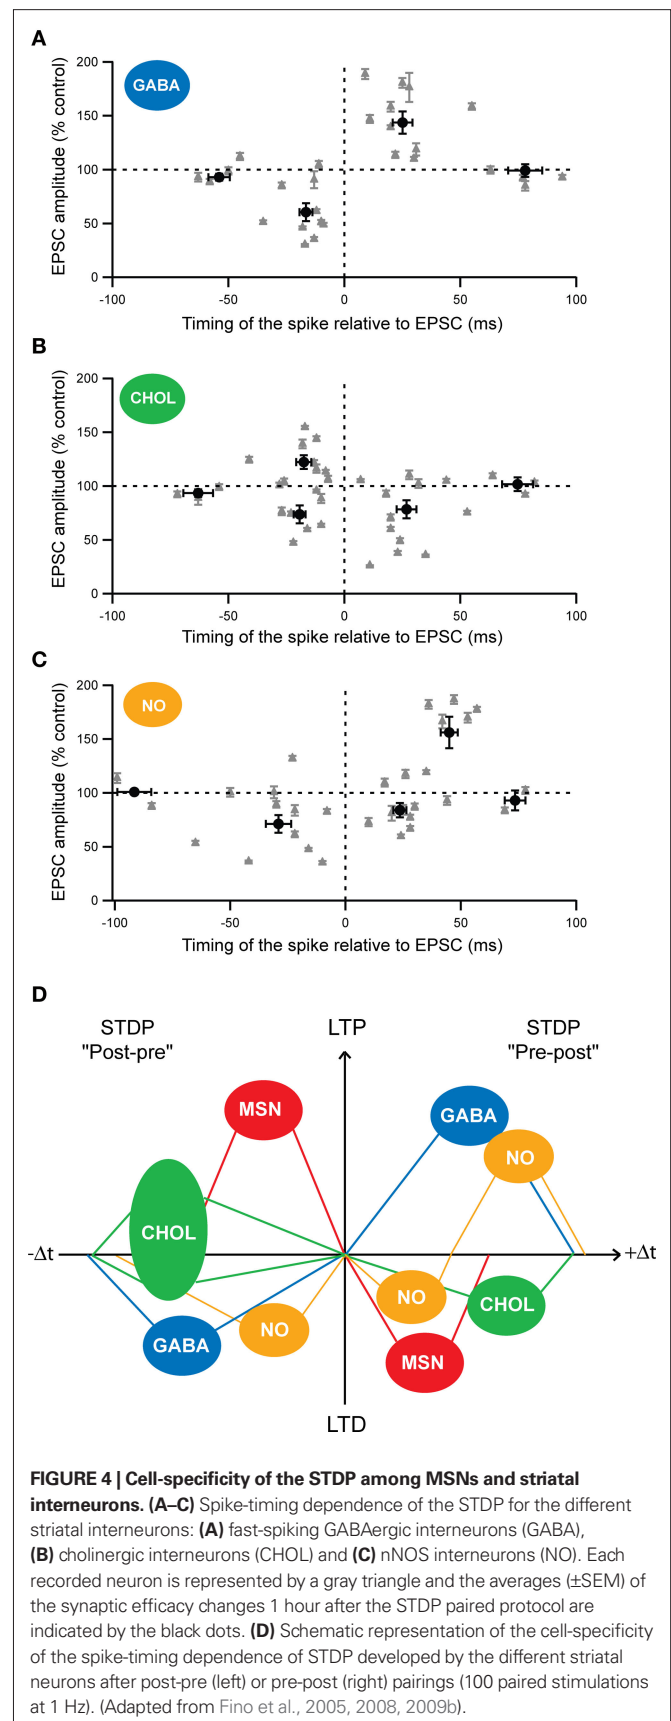 A
GABA
EPSC amplitude (% control)
200
150
100
50
0
-100
-50
0
50
100
Timing of the spike relative to EPSC (ms)
B
CHOL
EPSC amplitude (% control)
200
150
100
50
0
-100
-50
0
50
100
Timing of the spike relative to EPSC (ms)
C
NO
EPSC amplitude (% control)
200
150
100
50
0
-100
-50
0
50
100
Timing of the spike relative to EPSC (ms)
D
STDP
"Post-pre"
LTP
STDP
"Pre-post"
MSN
GABA
NO
CHOL
-Δt
+Δt
NO
CHOL
GABA
NO
MSN
LTD
FIGURE 4 | Cell-specificity of the STDP among MSNs and striatal
interneurons. (A–C) Spike-timing dependence of the STDP for the different
striatal interneurons: (A) fast-spiking GABAergic interneurons (GABA),
(B) cholinergic interneurons (CHOL) and (C) nNOS interneurons (NO). Each
recorded neuron is represented by a gray triangle and the averages (±SEM) of
the synaptic efficacy changes 1 hour after the STDP paired protocol are
indicated by the black dots. (D) Schematic representation of the cell-specificity
of the spike-timing dependence of STDP developed by the different striatal
neurons after post-pre (left) or pre-post (right) pairings (100 paired stimulations
at 1 Hz). (Adapted from Fino et al., 2005, 2008, 2009b).